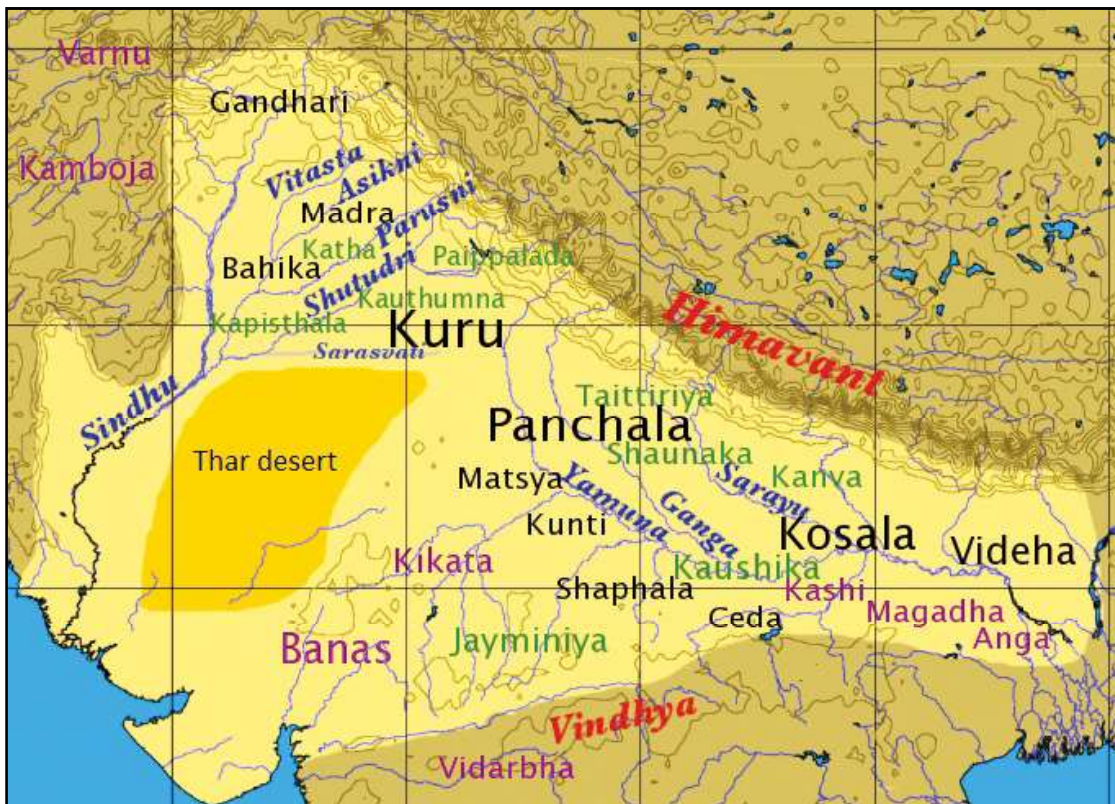 Varnu
Gandhari
Kamboja
Vitasta
Asikni
Madra
Parusni
Katha
Paippalada
Bahika
Shutudri
Kauthumna
Kapisthala
Kuru
Himavant
Sarasvati
Sindhu
Taittiriya
Panchala
Thar desert
Shaunaka
Matsya
Kanva
Yamuna
Ganga
Sarayu
Kunti
Kosala
Videha
Kikata
Kaushika
Shaphala
Kashi
Ceda
Magadha
Anga
Banas
Jayminiya
Vindhya
Vidarbha